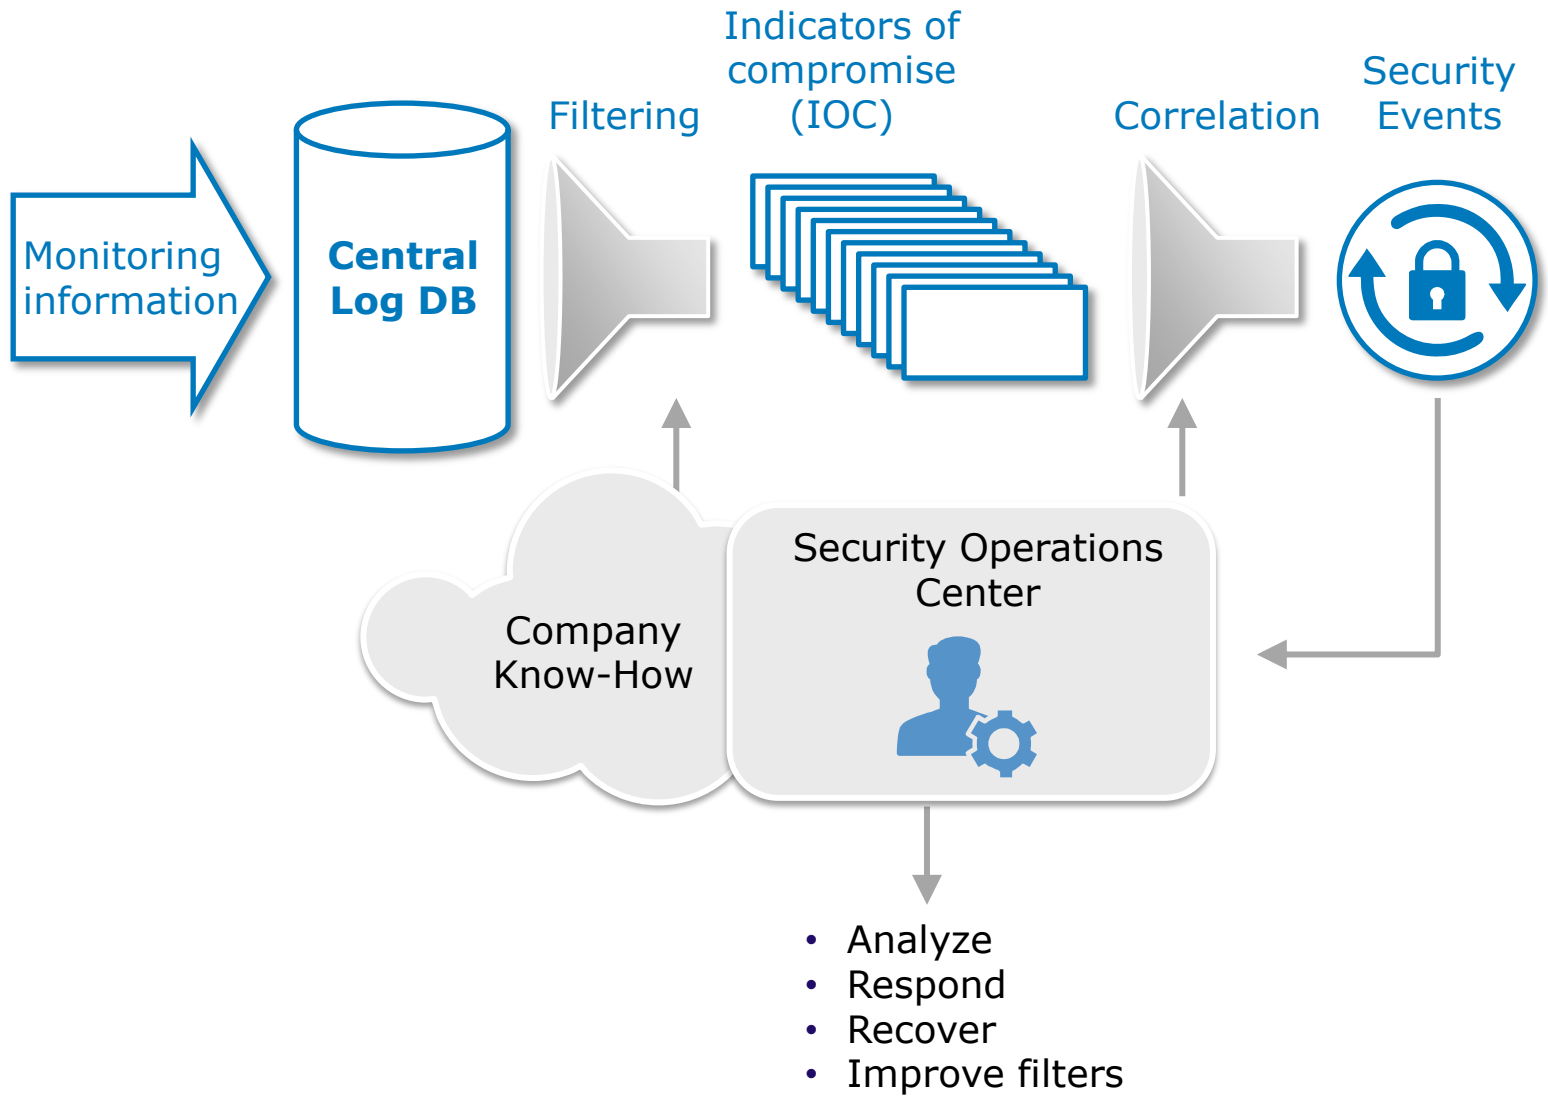 Indicators of
compromise
(IOC)
Filtering
Correlation
Security
Events
Monitoring
information
Central
Log DB
Company
Know-How
Security Operations
Center
• Analyze
• Respond
• Recover
• Improve filters